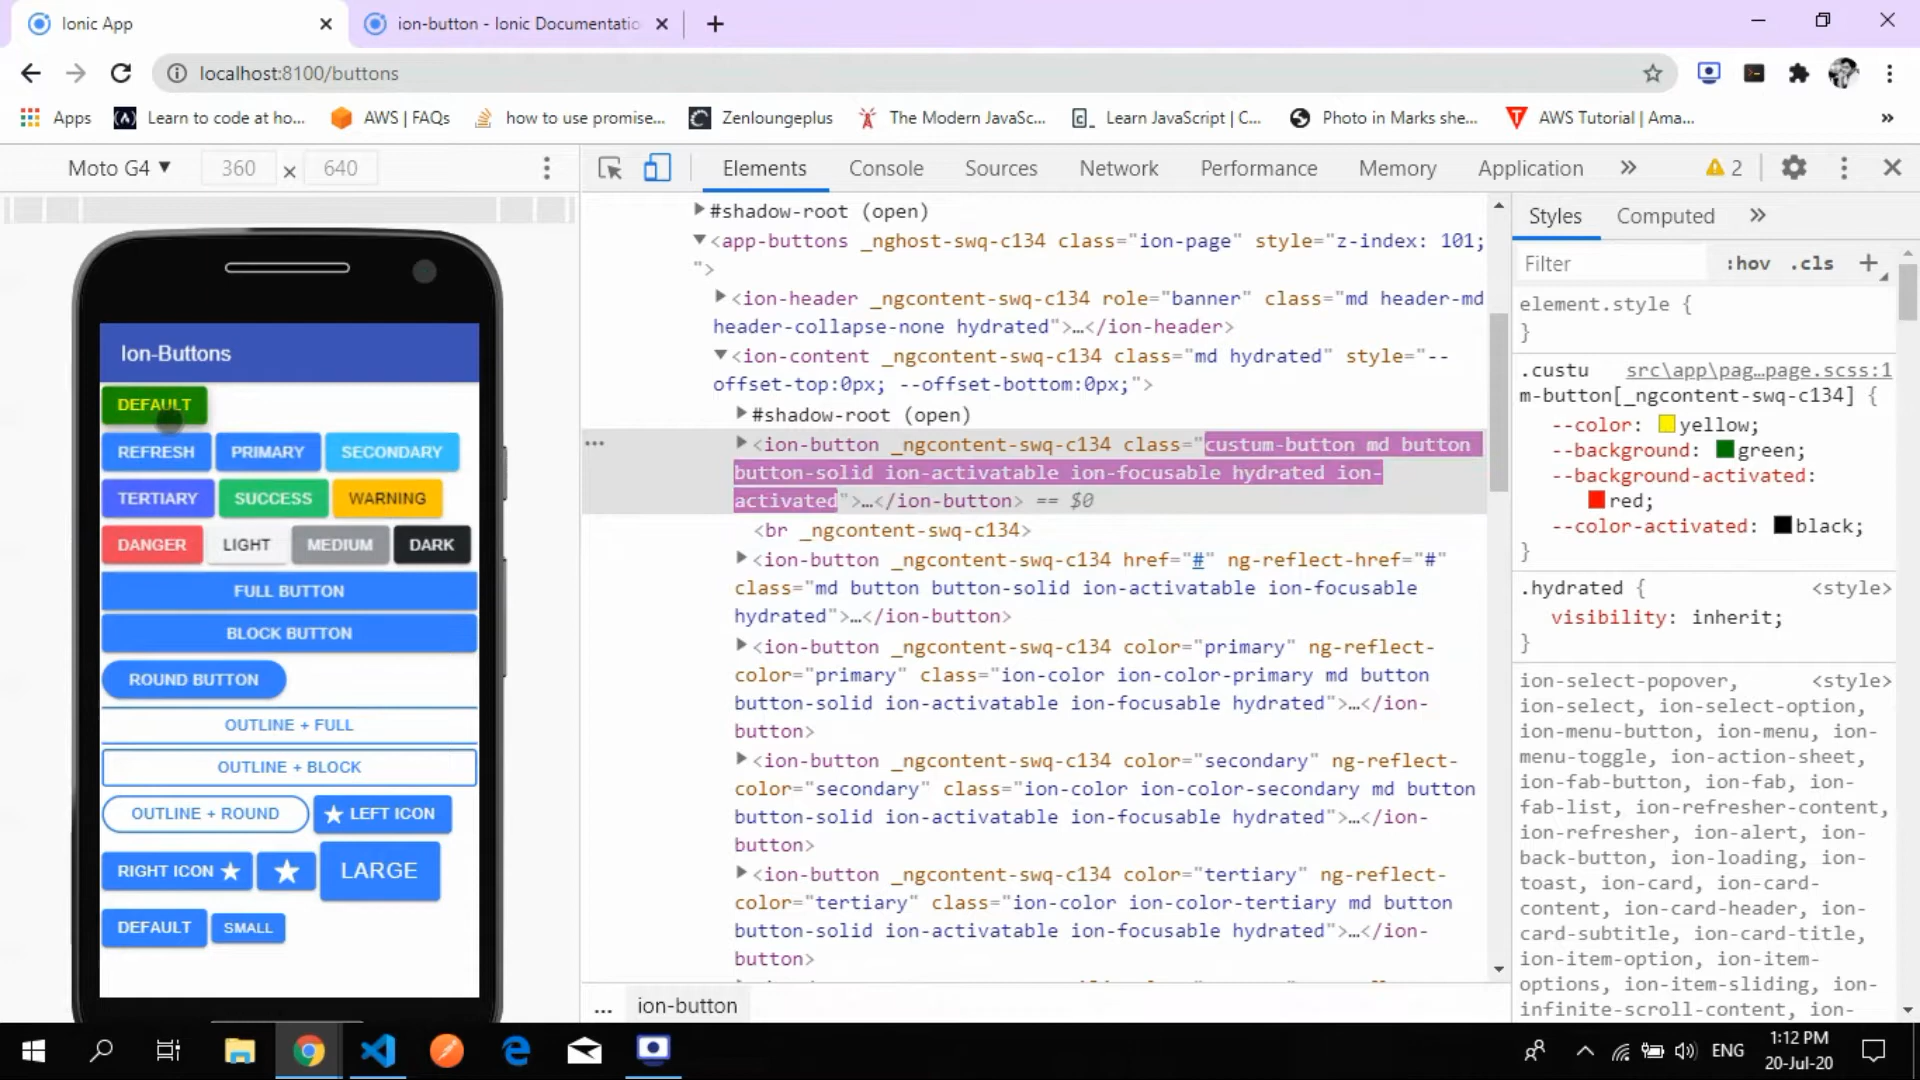 Ionic App
ion-button - Ionic Documentatio
localhost:8100/buttons
Apps
Learn to code at ho...
AWS | FAQs
how to use promise...
Zenloungeplus
The Modern JavaSc...
Learn JavaScript | C...
Photo in Marks she...
AWS Tutorial | Ama...
»
Moto G4 ▼ 360 × 640
Elements Console Sources Network Performance Memory Application » 2
Ion-Buttons
DEFAULT
REFRESH PRIMARY SECONDARY
TERTIARY SUCCESS WARNING
DANGER LIGHT MEDIUM DARK
FULL BUTTON
BLOCK BUTTON
ROUND BUTTON
OUTLINE + FULL
OUTLINE + BLOCK
OUTLINE + ROUND ★ LEFT ICON
RIGHT ICON ★ ★ LARGE
DEFAULT SMALL
▶#shadow-root (open)
▼<app-buttons _nghost-swq-c134 class="ion-page" style="z-index: 101;
">
▶<ion-header _ngcontent-swq-c134 role="banner" class="md header-md
header-collapse-none hydrated">…</ion-header>
▼<ion-content _ngcontent-swq-c134 class="md hydrated" style="--
offset-top:0px; --offset-bottom:0px;">
▶#shadow-root (open)
▶<ion-button _ngcontent-swq-c134 class="custum-button md button
button-solid ion-activatable ion-focusable hydrated ion-
activated">…</ion-button> == $0
<br _ngcontent-swq-c134>
▶<ion-button _ngcontent-swq-c134 href="#" ng-reflect-href="#"
class="md button button-solid ion-activatable ion-focusable
hydrated">…</ion-button>
▶<ion-button _ngcontent-swq-c134 color="primary" ng-reflect-
color="primary" class="ion-color ion-color-primary md button
button-solid ion-activatable ion-focusable hydrated">…</ion-
button>
▶<ion-button _ngcontent-swq-c134 color="secondary" ng-reflect-
color="secondary" class="ion-color ion-color-secondary md button
button-solid ion-activatable ion-focusable hydrated">…</ion-
button>
▶<ion-button _ngcontent-swq-c134 color="tertiary" ng-reflect-
color="tertiary" class="ion-color ion-color-tertiary md button
button-solid ion-activatable ion-focusable hydrated">…</ion-
button>
... ion-button
Styles Computed »
Filter :hov .cls +
element.style {
}
.custu src\app\pag…page.scss:1
m-button[_ngcontent-swq-c134] {
--color: yellow;
--background: green;
--background-activated:
red;
--color-activated: black;
}
.hydrated { <style>
visibility: inherit;
}
ion-select-popover, <style>
ion-select, ion-select-option,
ion-menu-button, ion-menu, ion-
menu-toggle, ion-action-sheet,
ion-fab-button, ion-fab, ion-
fab-list, ion-refresher-content,
ion-refresher, ion-alert, ion-
back-button, ion-loading, ion-
toast, ion-card, ion-card-
content, ion-card-header, ion-
card-subtitle, ion-card-title,
ion-item-option, ion-item-
options, ion-item-sliding, ion-
infinite-scroll-content, ion-
ENG
1:12 PM
20-Jul-20